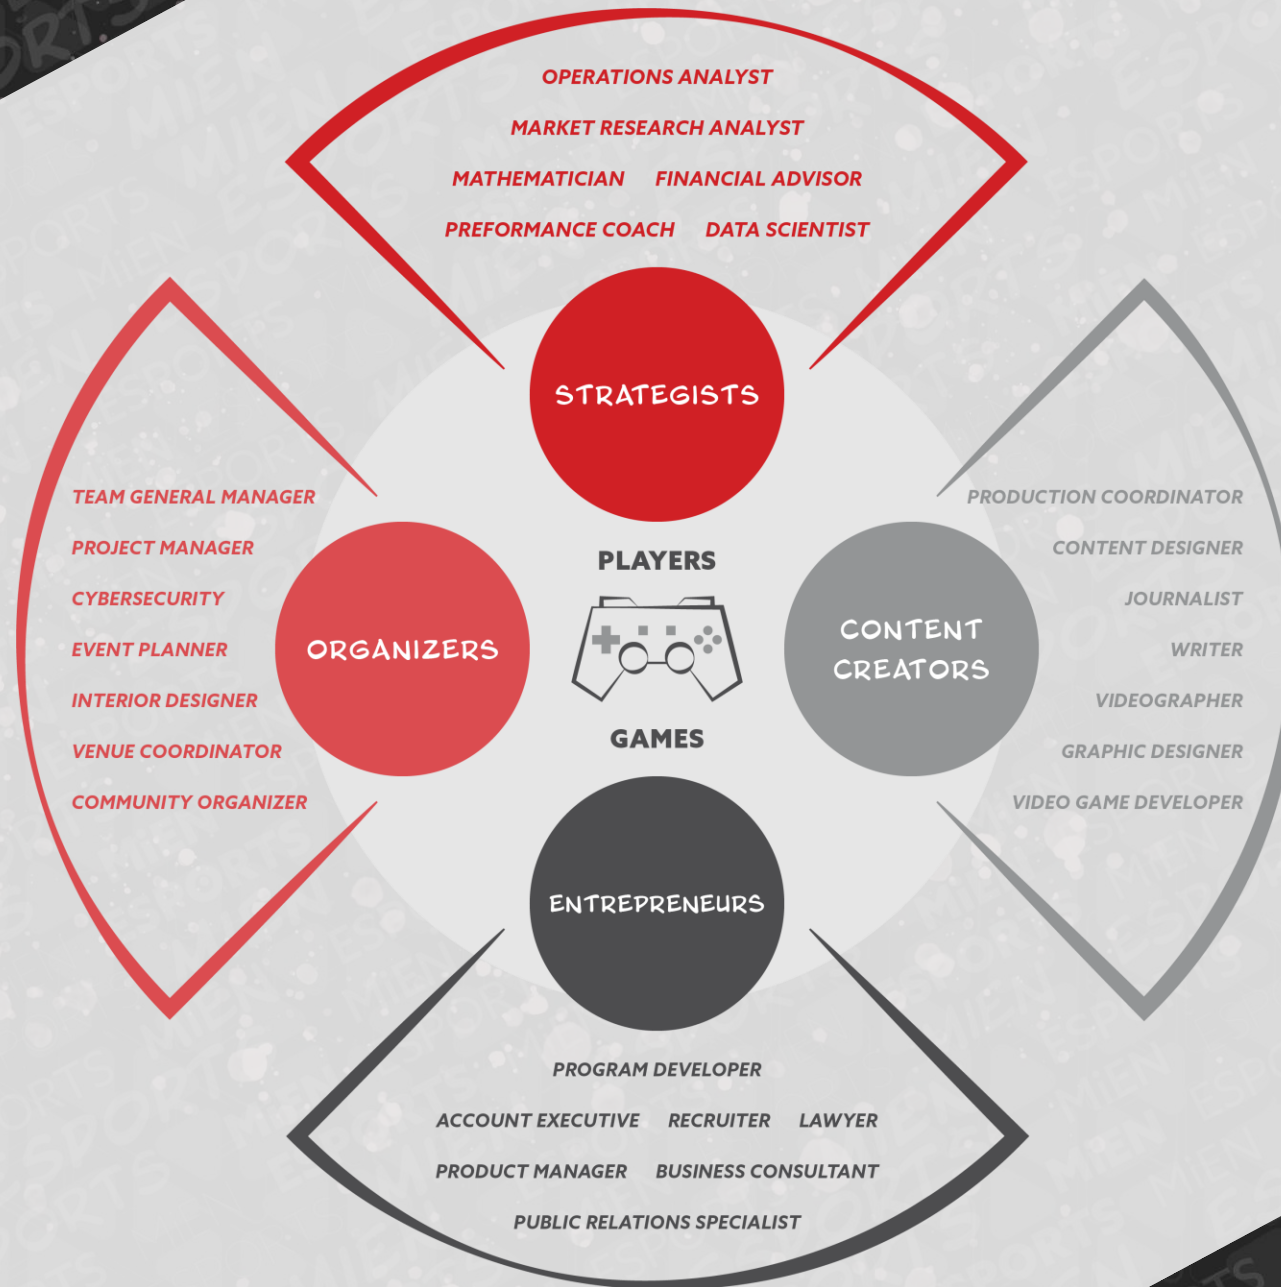 OPERATIONS ANALYST
MARKET RESEARCH ANALYST
MATHEMATICIAN FINANCIAL ADVISOR
PREFORMANCE COACH DATA SCIENTIST
STRATEGISTS
TEAM GENERAL MANAGER
PROJECT MANAGER
CYBERSECURITY
EVENT PLANNER
INTERIOR DESIGNER
VENUE COORDINATOR
COMMUNITY ORGANIZER
ORGANIZERS
PLAYERS
GAMES
CONTENT
CREATORS
PRODUCTION COORDINATOR
CONTENT DESIGNER
JOURNALIST
WRITER
VIDEOGRAPHER
GRAPHIC DESIGNER
VIDEO GAME DEVELOPER
ENTREPRENEURS
PROGRAM DEVELOPER
ACCOUNT EXECUTIVE RECRUITER LAWYER
PRODUCT MANAGER BUSINESS CONSULTANT
PUBLIC RELATIONS SPECIALIST